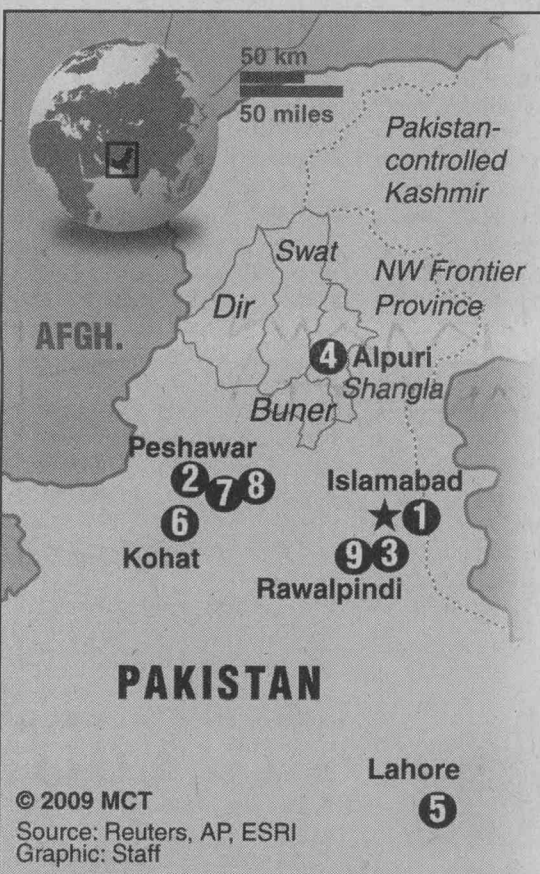 50 km
50 miles
Pakistan-
controlled
Kashmir
Swat
NW Frontier
Province
Dir
AFGH.
4 Alpuri
Shangla
Buner
Peshawar
2 7 8
Islamabad
1
6
Kohat
9 3
Rawalpindi
PAKISTAN
Lahore
5
© 2009 MCT
Source: Reuters, AP, ESRI
Graphic: Staff